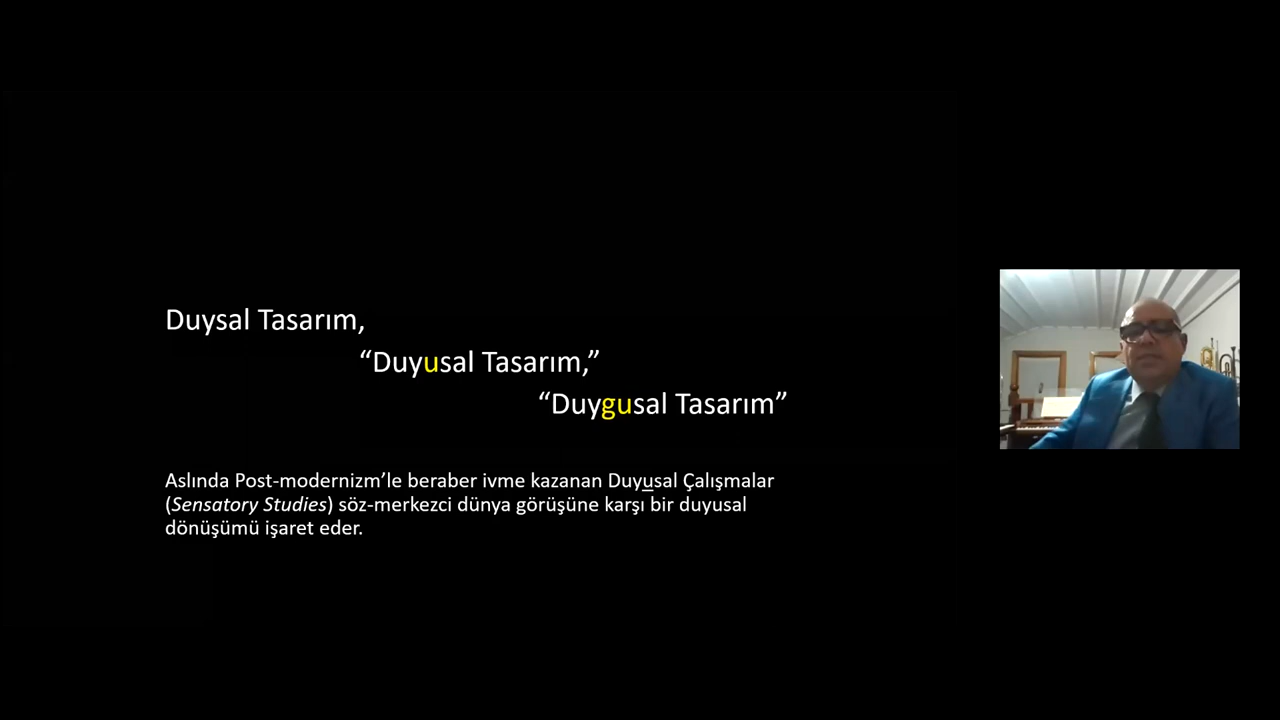 Duysal Tasarım,
“Duyusal Tasarım,”
“Duygusal Tasarım”
Aslında Post-modernizm’le beraber ivme kazanan Duyusal Çalışmalar
(Sensatory Studies) söz-merkezci dünya görüşüne karşı bir duyusal
dönüşümü işaret eder.